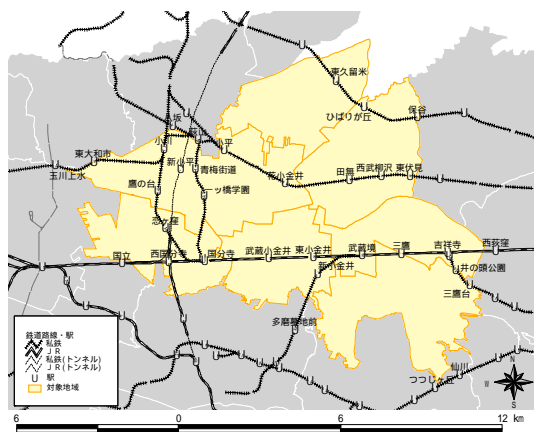 東久留米
ひばりが丘
保谷
小平
小川
東大和市
玉川上水
新小平
青梅街道
鷹の台
一ッ橋学園
花小金井
田無
西武柳沢
東伏見
恋ヶ窪
国立
西国分寺
国分寺
武蔵小金井
東小金井
武蔵境
三鷹
吉祥寺
西荻窪
新小金井
井の頭公園
三鷹台
多磨墓地前
仙川
つつじヶ丘
鉄道路線・駅
私鉄
JR
私鉄(トンネル)
JR(トンネル)
駅
対象地域
N
W
E
S
6 0 6 12 km